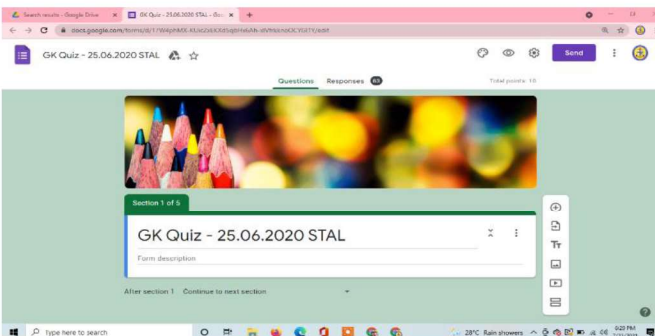 Search results - Google Drive
GK Quiz - 25.06.2020 STAL - Goo
docs.google.com/forms/d/
GK Quiz - 25.06.2020 STAL
Send
Questions Responses 63
Total points: 10
Section 1 of 5
GK Quiz - 25.06.2020 STAL
Form description
After section 1 Continue to next section
Type here to search
28°C Rain showers